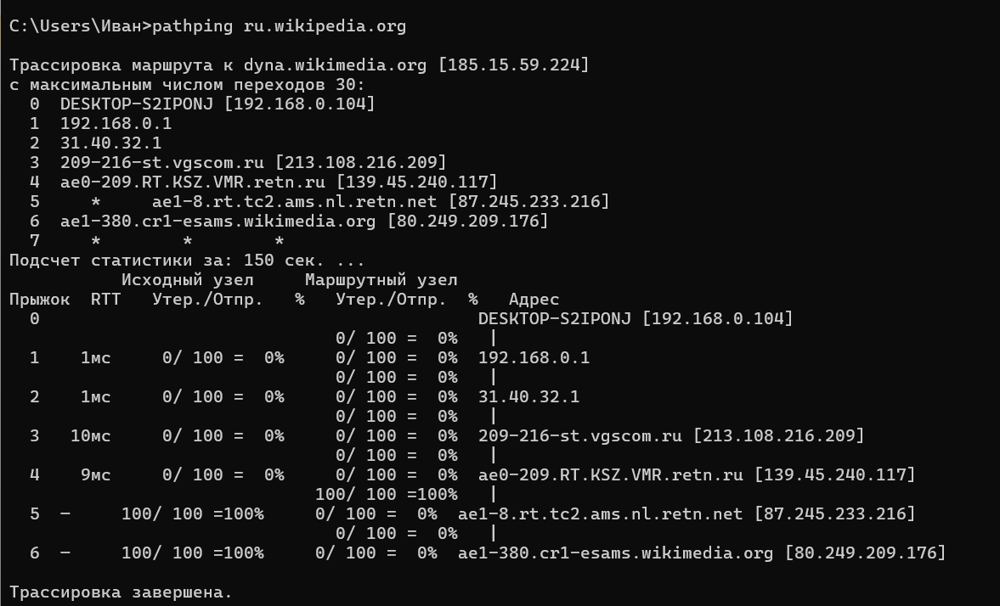 C:\Users\Иван>pathping ru.wikipedia.org
Трассировка маршрута к dyna.wikimedia.org [185.15.59.224]
с максимальным числом переходов 30:
  0  DESKTOP-S2IPONJ [192.168.0.104]
  1  192.168.0.1
  2  31.40.32.1
  3  209-216-st.vgscom.ru [213.108.216.209]
  4  ae0-209.RT.KSZ.VMR.retn.ru [139.45.240.117]
  5     *     ae1-8.rt.tc2.ams.nl.retn.net [87.245.233.216]
  6  ae1-380.cr1-esams.wikimedia.org [80.249.209.176]
  7     *        *        *
Подсчет статистики за: 150 сек. ...
           Исходный узел     Маршрутный узел
Прыжок  RTT   Утер./Отпр.   %   Утер./Отпр.  %   Адрес
  0                                           DESKTOP-S2IPONJ [192.168.0.104]
                                0/ 100 =  0%   |
  1    1мс     0/ 100 =  0%     0/ 100 =  0%  192.168.0.1
                                0/ 100 =  0%   |
  2    1мс     0/ 100 =  0%     0/ 100 =  0%  31.40.32.1
                                0/ 100 =  0%   |
  3   10мс     0/ 100 =  0%     0/ 100 =  0%  209-216-st.vgscom.ru [213.108.216.209]
                                0/ 100 =  0%   |
  4    9мс     0/ 100 =  0%     0/ 100 =  0%  ae0-209.RT.KSZ.VMR.retn.ru [139.45.240.117]
                              100/ 100 =100%   |
  5  -     100/ 100 =100%     0/ 100 =  0%  ae1-8.rt.tc2.ams.nl.retn.net [87.245.233.216]
                                0/ 100 =  0%   |
  6  -     100/ 100 =100%     0/ 100 =  0%  ae1-380.cr1-esams.wikimedia.org [80.249.209.176]
Трассировка завершена.